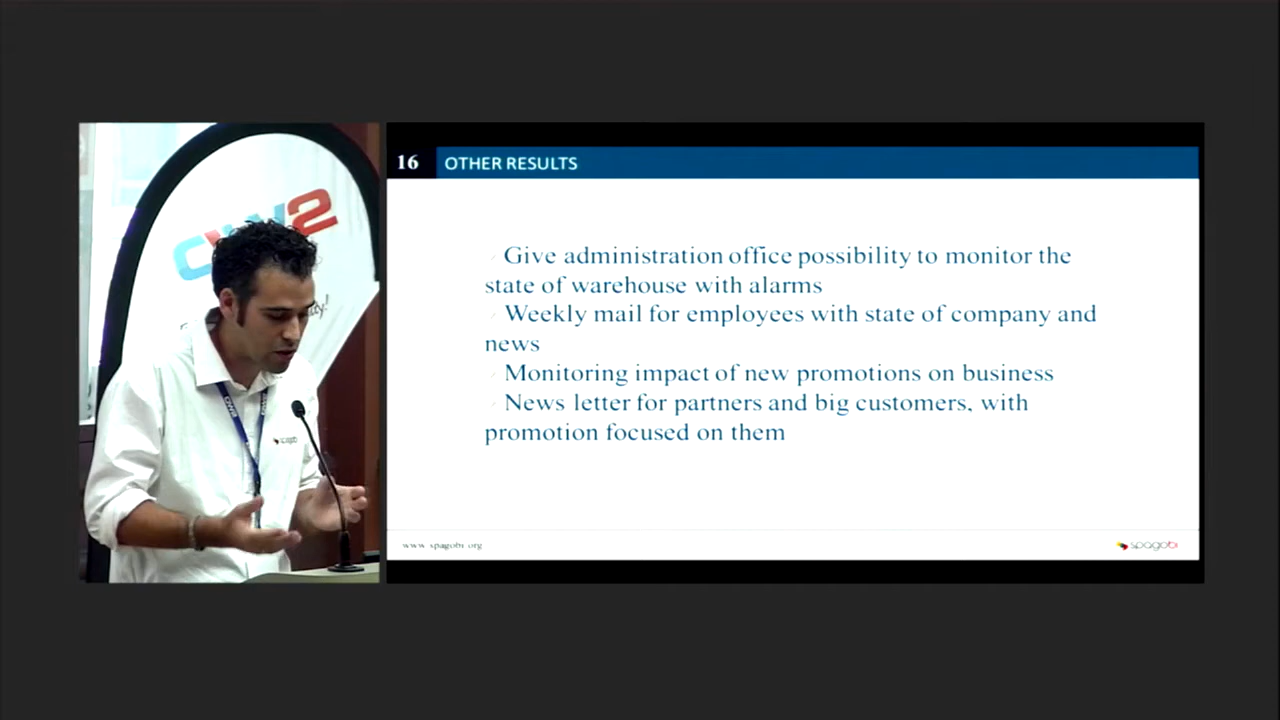 OW2
spagobi
16 OTHER RESULTS
Give administration office possibility to monitor the
state of warehouse with alarms
Weekly mail for employees with state of company and
news
Monitoring impact of new promotions on business
News letter for partners and big customers, with
promotion focused on them
www.spagobi.org
spagobi